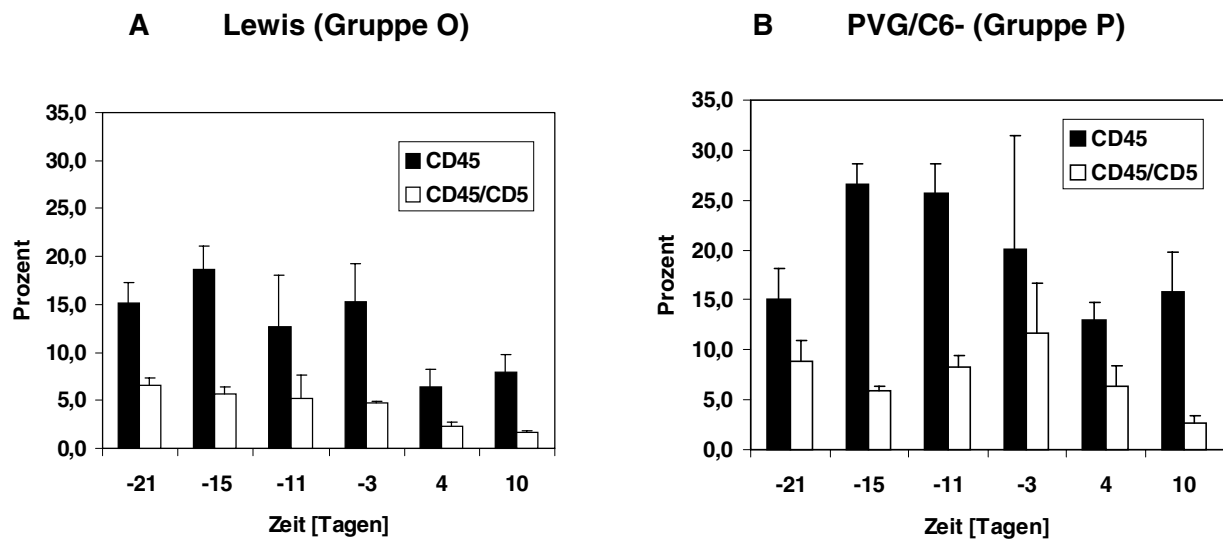 A Lewis (Gruppe O)
35,0
30,0
25,0
20,0
15,0
10,0
5,0
0,0
Prozent
CD45
CD45/CD5
-21 -15 -11 -3 4 10
Zeit [Tagen]
B PVG/C6- (Gruppe P)
35,0
30,0
25,0
20,0
15,0
10,0
5,0
0,0
Prozent
CD45
CD45/CD5
-21 -15 -11 -3 4 10
Zeit [Tagen]